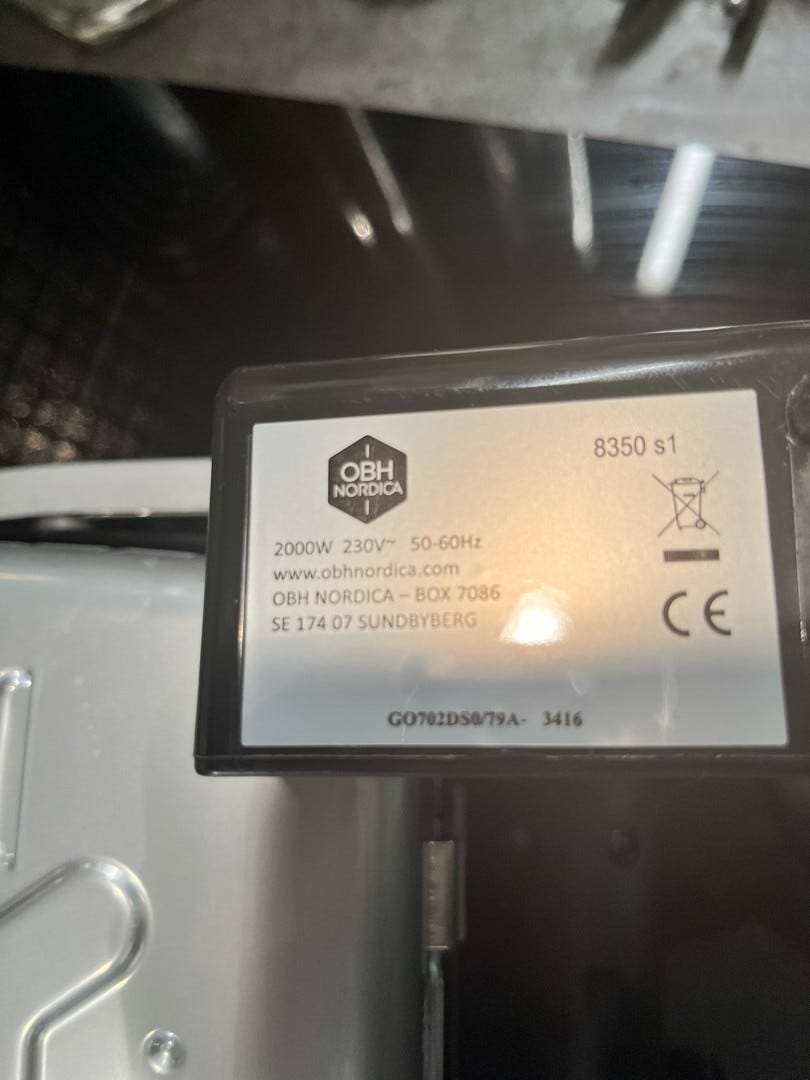 OBH
NORDICA
8350 s1
2000W 230V~ 50-60Hz
www.obhnordica.com
OBH NORDICA – BOX 7086
SE 174 07 SUNDBYBERG
CE
GO702DS0/79A- 3416